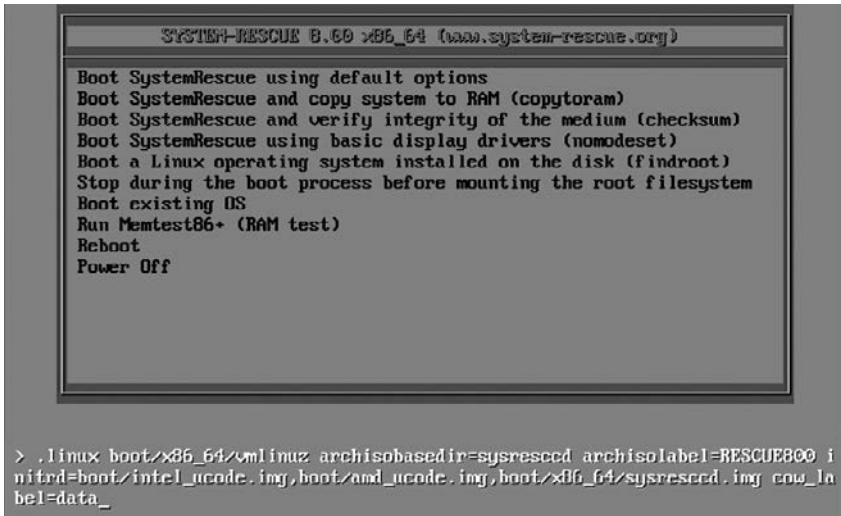 SYSTEM-RESCUE 8.00 x86_64 (www.system-rescue.org)
Boot SystemRescue using default options
Boot SystemRescue and copy system to RAM (copytoram)
Boot SystemRescue and verify integrity of the medium (checksum)
Boot SystemRescue using basic display drivers (nomodeset)
Boot a Linux operating system installed on the disk (findroot)
Stop during the boot process before mounting the root filesystem
Boot existing OS
Run Memtest86+ (RAM test)
Reboot
Power Off
> .linux boot/x86_64/vmlinuz archisobasedir=sysresccd archisolabel=RESCUE800 i
nitrd=boot/intel_ucode.img,boot/amd_ucode.img,boot/x86_64/sysresccd.img cow_la
bel=data_